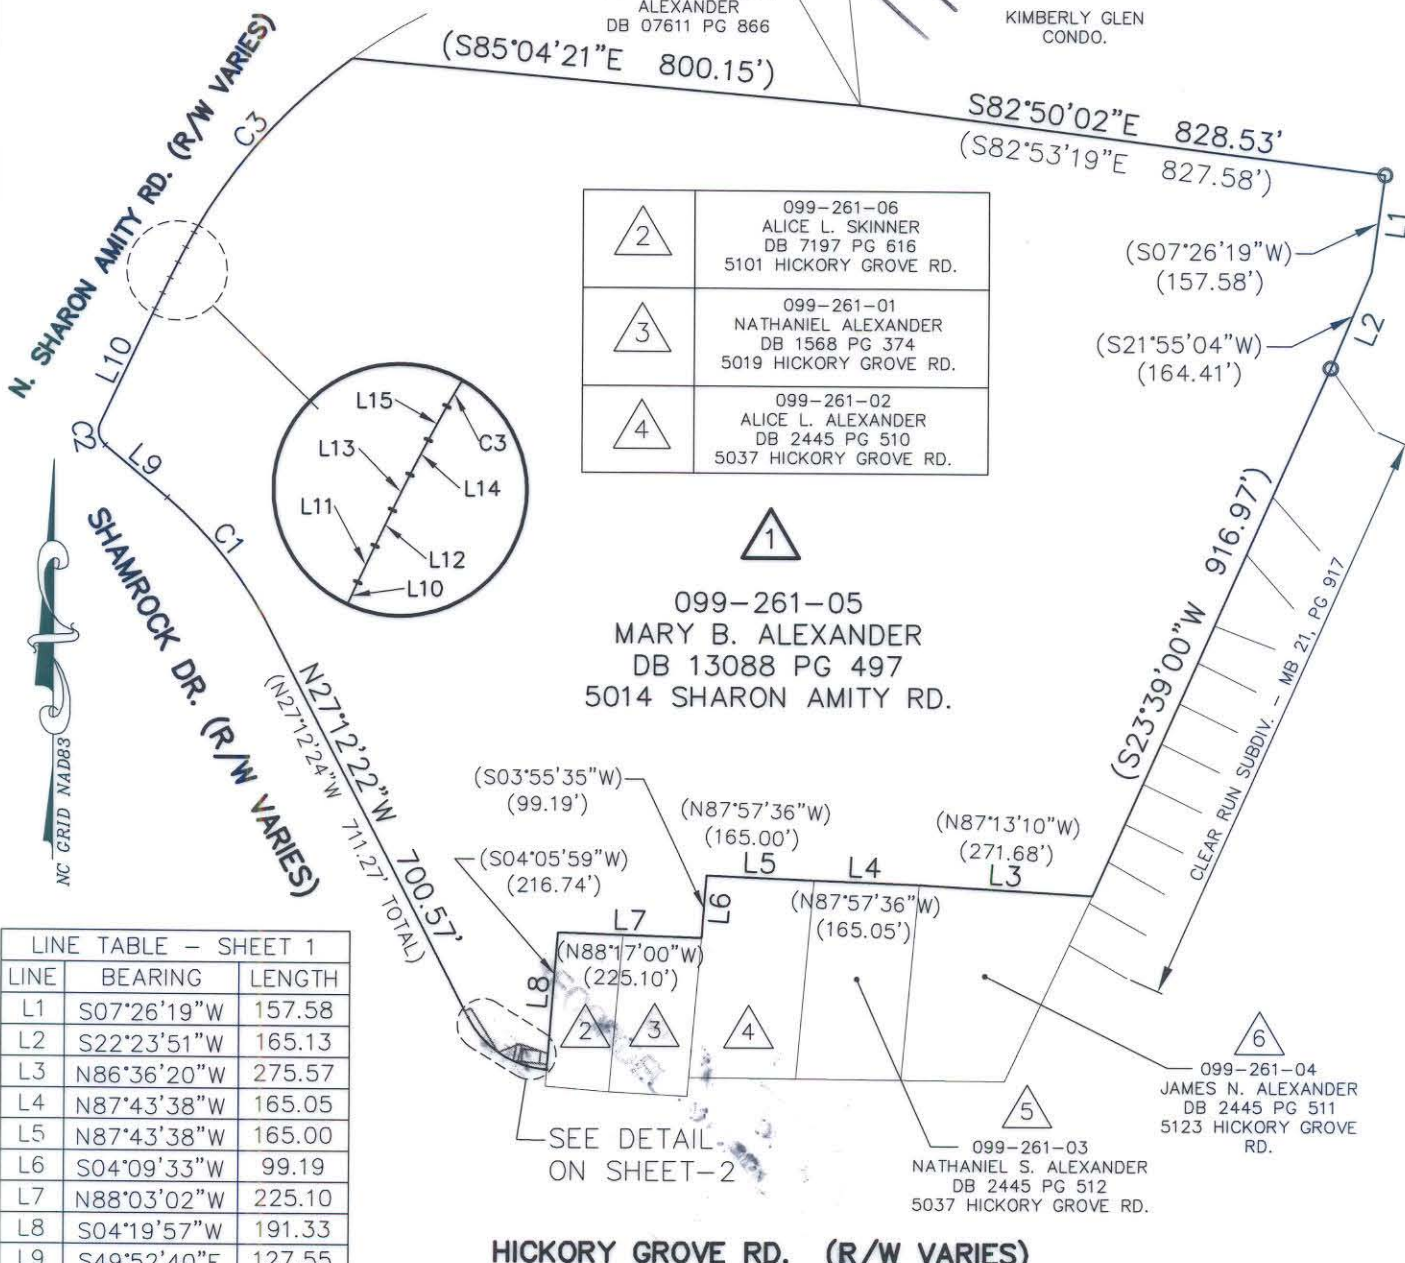 ALEXANDER
DB 07611 PG 866
KIMBERLY GLEN
CONDO.
(S85°04'21"E 800.15')
S82°50'02"E 828.53'
(S82°53'19"E 827.58')
N. SHARON AMITY RD. (R/W VARIES)
C3
L10
C2
L9
C1
L1
(S07°26'19"W)
(157.58')
L2
(S21°55'04"W)
(164.41')
2
099-261-06
ALICE L. SKINNER
DB 7197 PG 616
5101 HICKORY GROVE RD.
3
099-261-01
NATHANIEL ALEXANDER
DB 1568 PG 374
5019 HICKORY GROVE RD.
4
099-261-02
ALICE L. ALEXANDER
DB 2445 PG 510
5037 HICKORY GROVE RD.
L15
L13
C3
L14
L11
L12
L10
1
099-261-05
MARY B. ALEXANDER
DB 13088 PG 497
5014 SHARON AMITY RD.
(S23°39'00"W 916.97')
CLEAR RUN SUBDIV. - MB 21, PG 917
SHAMROCK DR. (R/W VARIES)
NC GRID NAD83
N27°12'22"W 700.57'
(N27°12'24"W 711.27' TOTAL)
(S03°55'35"W)
(99.19')
(S04°05'59"W)
(216.74')
(N87°57'36"W)
(165.00')
L5
L4
(N87°57'36"W)
(165.05')
(N87°13'10"W)
(271.68')
L3
L6
L7
(N88°17'00"W)
(225.10')
L8
2
3
4
SEE DETAIL
ON SHEET-2
5
099-261-03
NATHANIEL S. ALEXANDER
DB 2445 PG 512
5037 HICKORY GROVE RD.
6
099-261-04
JAMES N. ALEXANDER
DB 2445 PG 511
5123 HICKORY GROVE
RD.
HICKORY GROVE RD. (R/W VARIES)
LINE TABLE - SHEET 1
LINE BEARING LENGTH
L1 S07°26'19"W 157.58
L2 S22°23'51"W 165.13
L3 N86°36'20"W 275.57
L4 N87°43'38"W 165.05
L5 N87°43'38"W 165.00
L6 S04°09'33"W 99.19
L7 N88°03'02"W 225.10
L8 S04°19'57"W 191.33
L9 S49°52'40"E 127.55